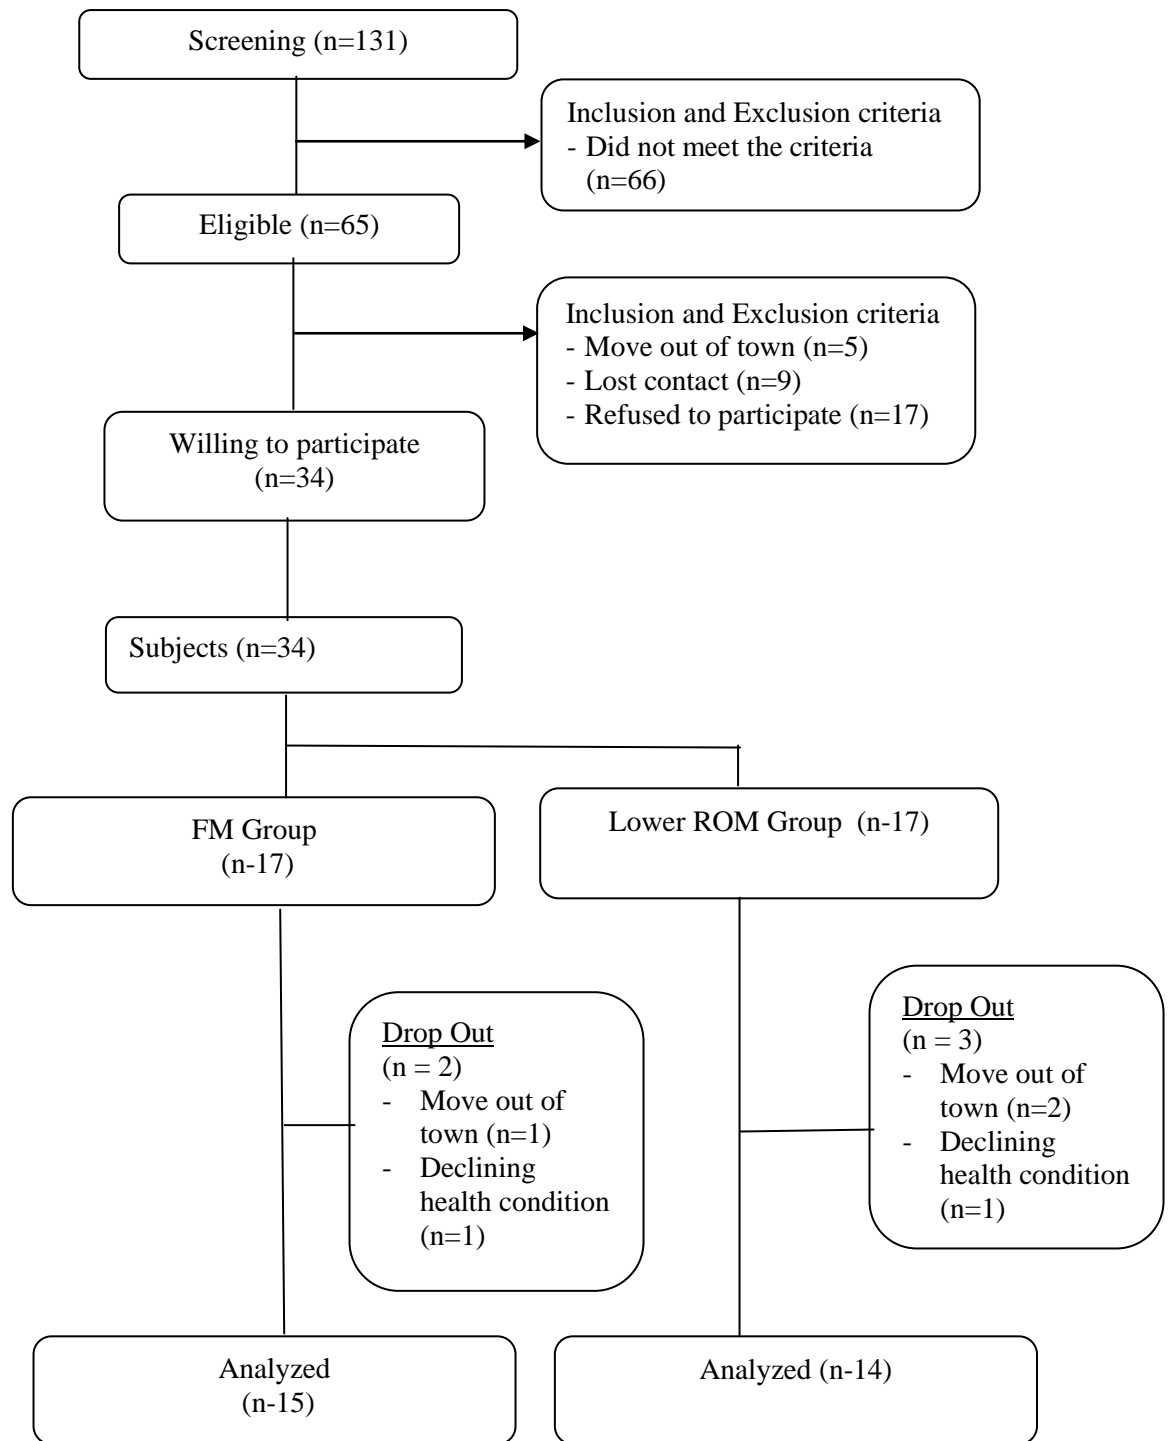 Screening (n=131)
Inclusion and Exclusion criteria
- Did not meet the criteria
(n=66)
Eligible (n=65)
Inclusion and Exclusion criteria
- Move out of town (n=5)
- Lost contact (n=9)
- Refused to participate (n=17)
Willing to participate
(n=34)
Subjects (n=34)
FM Group
(n-17)
Lower ROM Group (n-17)
Drop Out
(n = 2)
- Move out of
town (n=1)
- Declining
health condition
(n=1)
Drop Out
(n = 3)
- Move out of
town (n=2)
- Declining
health condition
(n=1)
Analyzed
(n-15)
Analyzed (n-14)